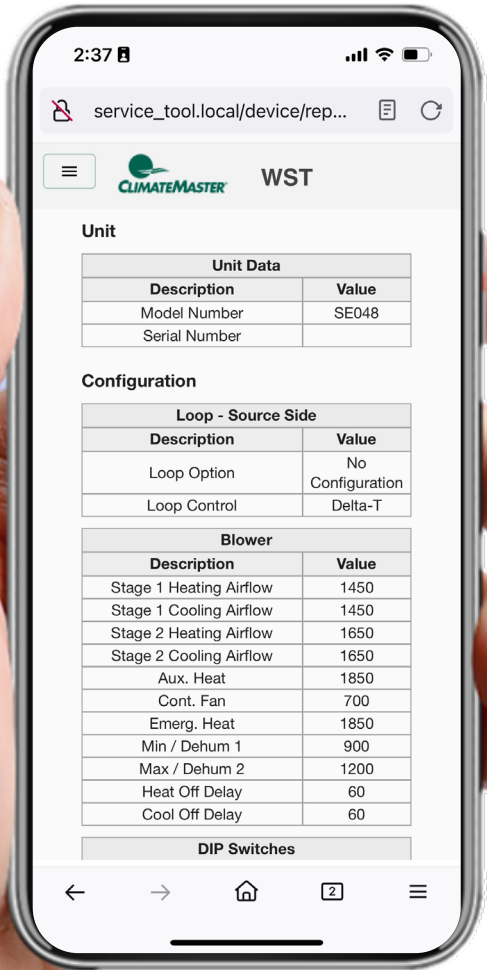 2:37
service_tool.local/device/rep...
CLIMATEMASTER WST
Unit
Unit Data
Description Value
Model Number SE048
Serial Number
Configuration
Loop - Source Side
Description Value
Loop Option No Configuration
Loop Control Delta-T
Blower
Description Value
Stage 1 Heating Airflow 1450
Stage 1 Cooling Airflow 1450
Stage 2 Heating Airflow 1650
Stage 2 Cooling Airflow 1650
Aux. Heat 1850
Cont. Fan 700
Emerg. Heat 1850
Min / Dehum 1 900
Max / Dehum 2 1200
Heat Off Delay 60
Cool Off Delay 60
DIP Switches
2